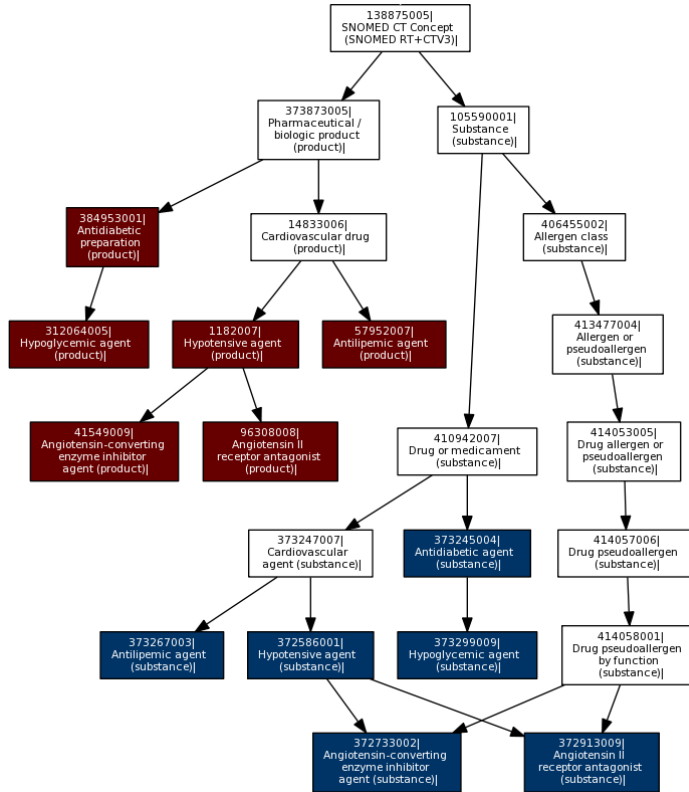 138875005|
SNOMED CT Concept
(SNOMED RT+CTV3)|
373873005|
Pharmaceutical /
biologic product
(product)|
105590001|
Substance
(substance)|
384953001|
Antidiabetic
preparation
(product)|
14833006|
Cardiovascular drug
(product)|
406455002|
Allergen class
(substance)|
312064005|
Hypoglycemic agent
(product)|
1182007|
Hypotensive agent
(product)|
57952007|
Antilipemic agent
(product)|
413477004|
Allergen or
pseudoallergen
(substance)|
41549009|
Angiotensin-converting
enzyme inhibitor
agent (product)|
96308008|
Angiotensin II
receptor antagonist
(product)|
410942007|
Drug or medicament
(substance)|
414053005|
Drug allergen or
pseudoallergen
(substance)|
373247007|
Cardiovascular
agent (substance)|
373245004|
Antidiabetic agent
(substance)|
414057006|
Drug pseudoallergen
(substance)|
373267003|
Antilipemic agent
(substance)|
372586001|
Hypotensive agent
(substance)|
373299009|
Hypoglycemic agent
(substance)|
414058001|
Drug pseudoallergen
by function
(substance)|
372733002|
Angiotensin-converting
enzyme inhibitor
agent (substance)|
372913009|
Angiotensin II
receptor antagonist
(substance)|